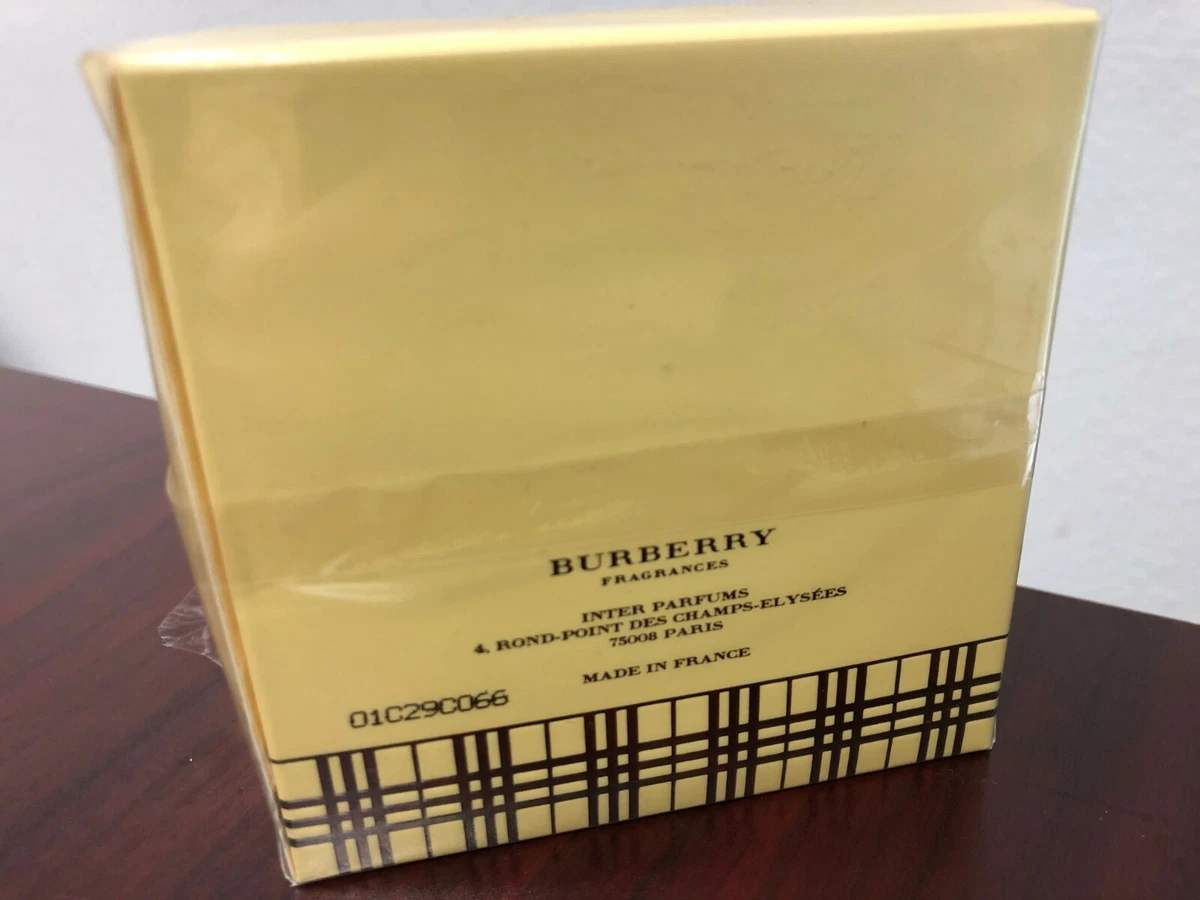 BURBERRY
FRAGRANCES
INTER PARFUMS
4, ROND-POINT DES CHAMPS-ELYSÉES
75008 PARIS
MADE IN FRANCE
01C29C066